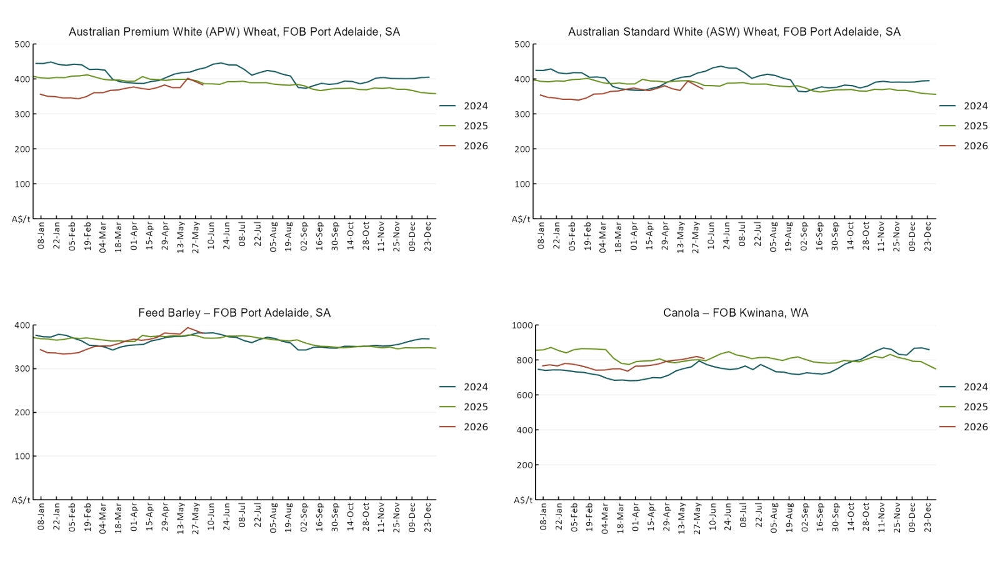 Australian Premium White (APW) Wheat, FOB Port Adelaide, SA
500
400
300
200
100
A$/t
08-Jan
22-Jan
05-Feb
19-Feb
04-Mar
18-Mar
01-Apr
15-Apr
29-Apr
13-May
27-May
10-Jun
24-Jun
08-Jul
22-Jul
05-Aug
19-Aug
02-Sep
16-Sep
30-Sep
14-Oct
28-Oct
11-Nov
25-Nov
09-Dec
23-Dec
2024
2025
2026
Australian Standard White (ASW) Wheat, FOB Port Adelaide, SA
500
400
300
200
100
A$/t
08-Jan
22-Jan
05-Feb
19-Feb
04-Mar
18-Mar
01-Apr
15-Apr
29-Apr
13-May
27-May
10-Jun
24-Jun
08-Jul
22-Jul
05-Aug
19-Aug
02-Sep
16-Sep
30-Sep
14-Oct
28-Oct
11-Nov
25-Nov
09-Dec
23-Dec
2024
2025
2026
Feed Barley – FOB Port Adelaide, SA
400
300
200
100
A$/t
08-Jan
22-Jan
05-Feb
19-Feb
04-Mar
18-Mar
01-Apr
15-Apr
29-Apr
13-May
27-May
10-Jun
24-Jun
08-Jul
22-Jul
05-Aug
19-Aug
02-Sep
16-Sep
30-Sep
14-Oct
28-Oct
11-Nov
25-Nov
09-Dec
23-Dec
2024
2025
2026
Canola – FOB Kwinana, WA
1000
800
600
400
200
A$/t
08-Jan
22-Jan
05-Feb
19-Feb
04-Mar
18-Mar
01-Apr
15-Apr
29-Apr
13-May
27-May
10-Jun
24-Jun
08-Jul
22-Jul
05-Aug
19-Aug
02-Sep
16-Sep
30-Sep
14-Oct
28-Oct
11-Nov
25-Nov
09-Dec
23-Dec
2024
2025
2026